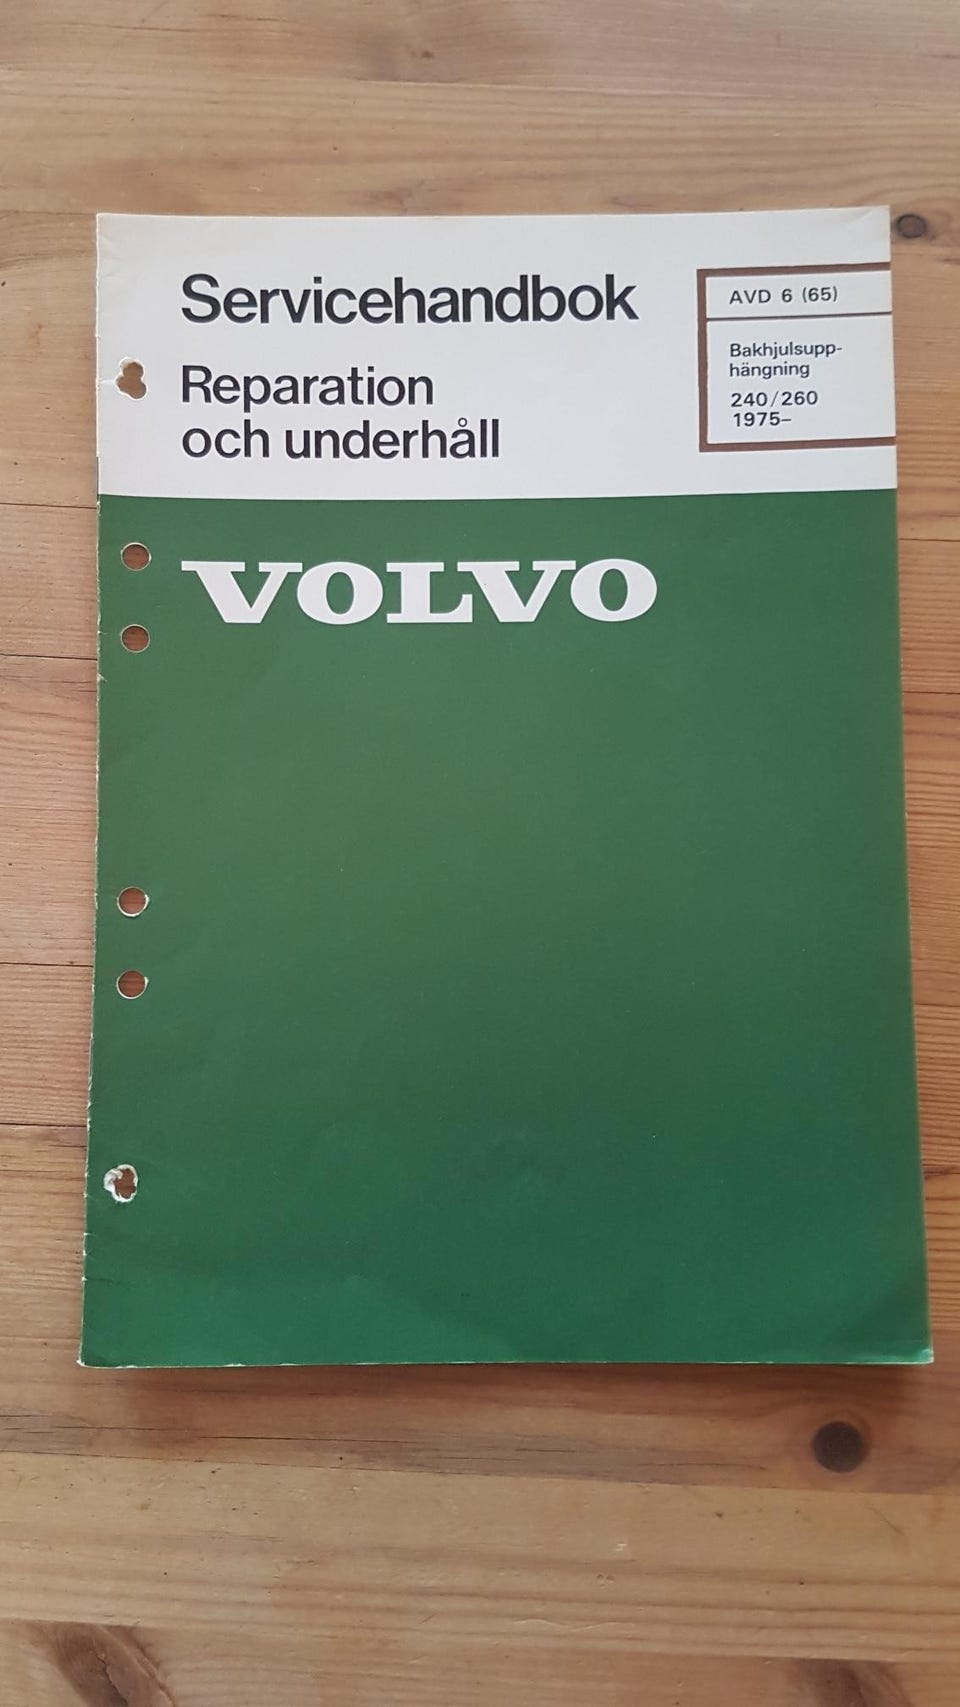 Servicehandbok
Reparation
och underhåll
AVD 6 (65)
Bakhjulsupp-
hängning
240/260
1975–
VOLVO